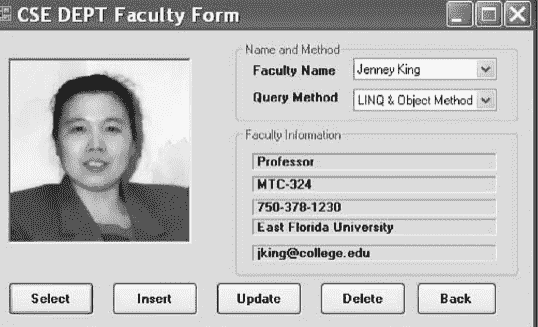 CSE DEPT Faculty Form
Name and Method
Faculty Name
Jenney King
Query Method
LINQ & Object Method
Faculty Information
Professor
MTC-324
750-378-1230
East Florida University
jking@college.edu
Select
Insert
Update
Delete
Back